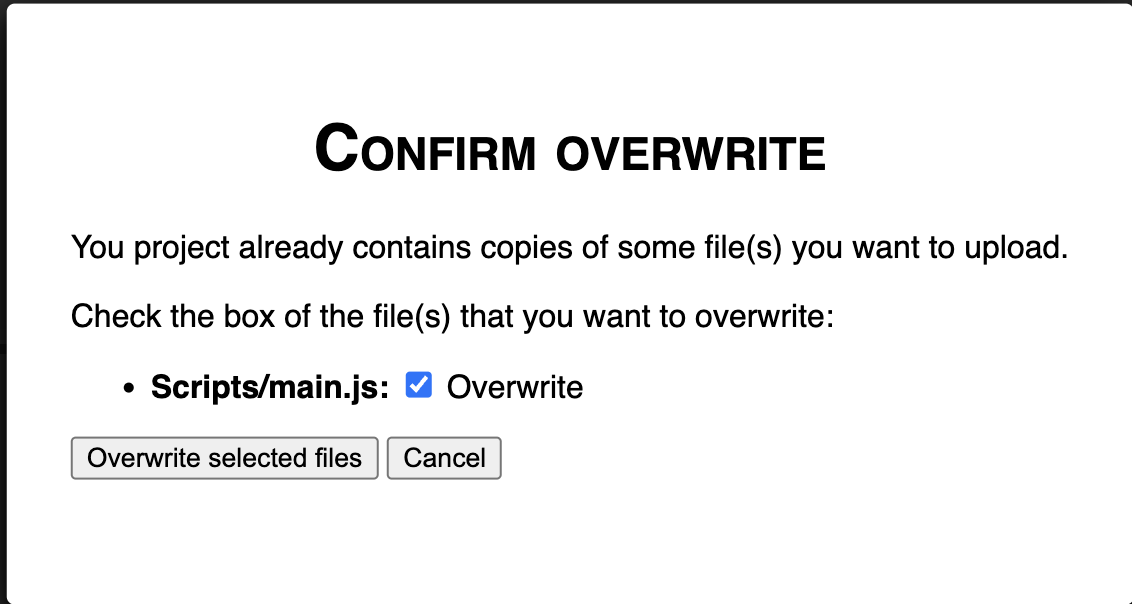 Confirm overwrite
You project already contains copies of some file(s) you want to upload.
Check the box of the file(s) that you want to overwrite:
• Scripts/main.js: Overwrite
Overwrite selected files Cancel